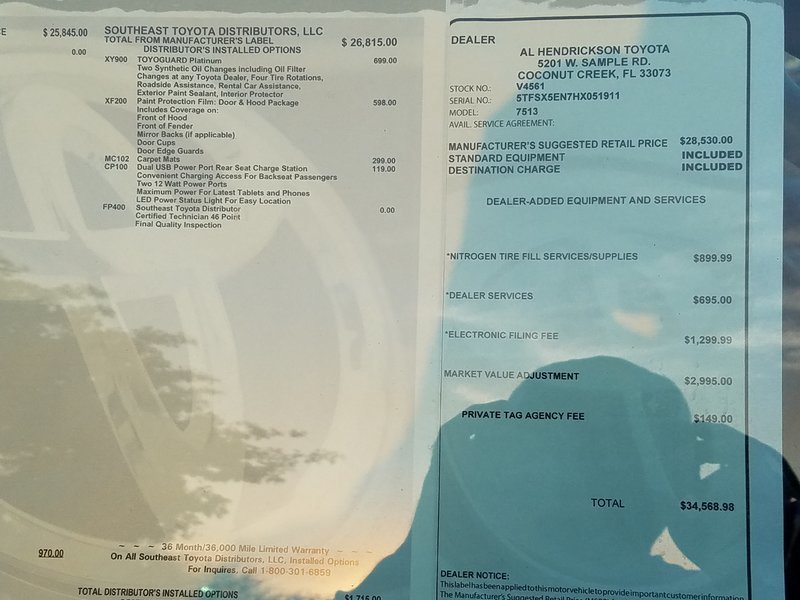 E $ 25,845.00
0.00
970.00
SOUTHEAST TOYOTA DISTRIBUTORS, LLC
TOTAL FROM MANUFACTURER'S LABEL $ 26,815.00
DISTRIBUTOR'S INSTALLED OPTIONS
XY900 TOYOGUARD Platinum 699.00
Two Synthetic Oil Changes including Oil Filter
Changes at any Toyota Dealer, Four Tire Rotations,
Roadside Assistance, Rental Car Assistance,
Exterior Paint Sealant, Interior Protector
XF200 Paint Protection Film: Door & Hood Package 598.00
Includes Coverage on:
Front of Hood
Front of Fender
Mirror Backs (if applicable)
Door Cups
Door Edge Guards
MC102 Carpet Mats 299.00
CP100 Dual USB Power Port Rear Seat Charge Station 119.00
Convenient Charging Access For Backseat Passengers
Two 12 Watt Power Ports
Maximum Power For Latest Tablets and Phones
LED Power Status Light For Easy Location
FP400 Southeast Toyota Distributor 0.00
Certified Technician 46 Point
Final Quality Inspection
~ ~ ~ 36 Month/36,000 Mile Limited Warranty ~ ~ ~
On All Southeast Toyota Distributors, LLC, Installed Options
For Inquires. Call 1-800-301-6859
TOTAL DISTRIBUTOR'S INSTALLED OPTIONS $1,715.00
DEALER
AL HENDRICKSON TOYOTA
5201 W. SAMPLE RD.
COCONUT CREEK, FL 33073
STOCK NO.: V4561
SERIAL NO.: 5TFSX5EN7HX051911
MODEL: 7513
AVAIL. SERVICE AGREEMENT:
MANUFACTURER'S SUGGESTED RETAIL PRICE $28,530.00
STANDARD EQUIPMENT INCLUDED
DESTINATION CHARGE INCLUDED
DEALER-ADDED EQUIPMENT AND SERVICES
*NITROGEN TIRE FILL SERVICES/SUPPLIES $899.99
*DEALER SERVICES $695.00
*ELECTRONIC FILING FEE $1,299.99
MARKET VALUE ADJUSTMENT $2,995.00
PRIVATE TAG AGENCY FEE $149.00
TOTAL $34,568.98
DEALER NOTICE:
This label has been applied to this motor vehicle to provide important customer information
The Manufacturer's Suggested Retail Price